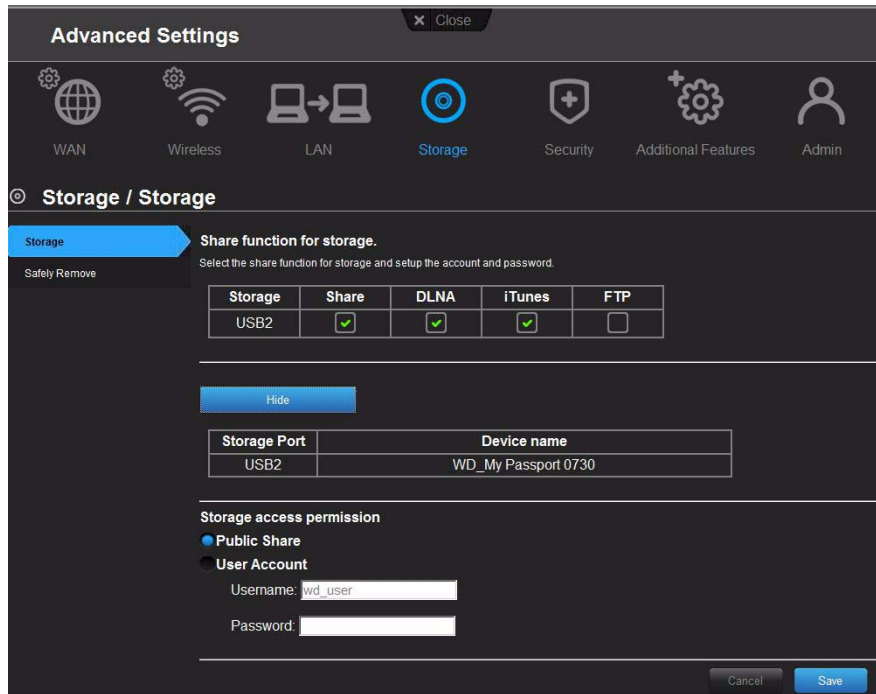 Close
Advanced Settings
WAN Wireless LAN Storage Security Additional Features Admin
Storage / Storage
Storage
Safely Remove
Share function for storage.
Select the share function for storage and setup the account and password.
Storage Share DLNA iTunes FTP
USB2
Hide
Storage Port Device name
USB2 WD_My Passport 0730
Storage access permission
Public Share
User Account
Username: wd_user
Password:
Cancel Save